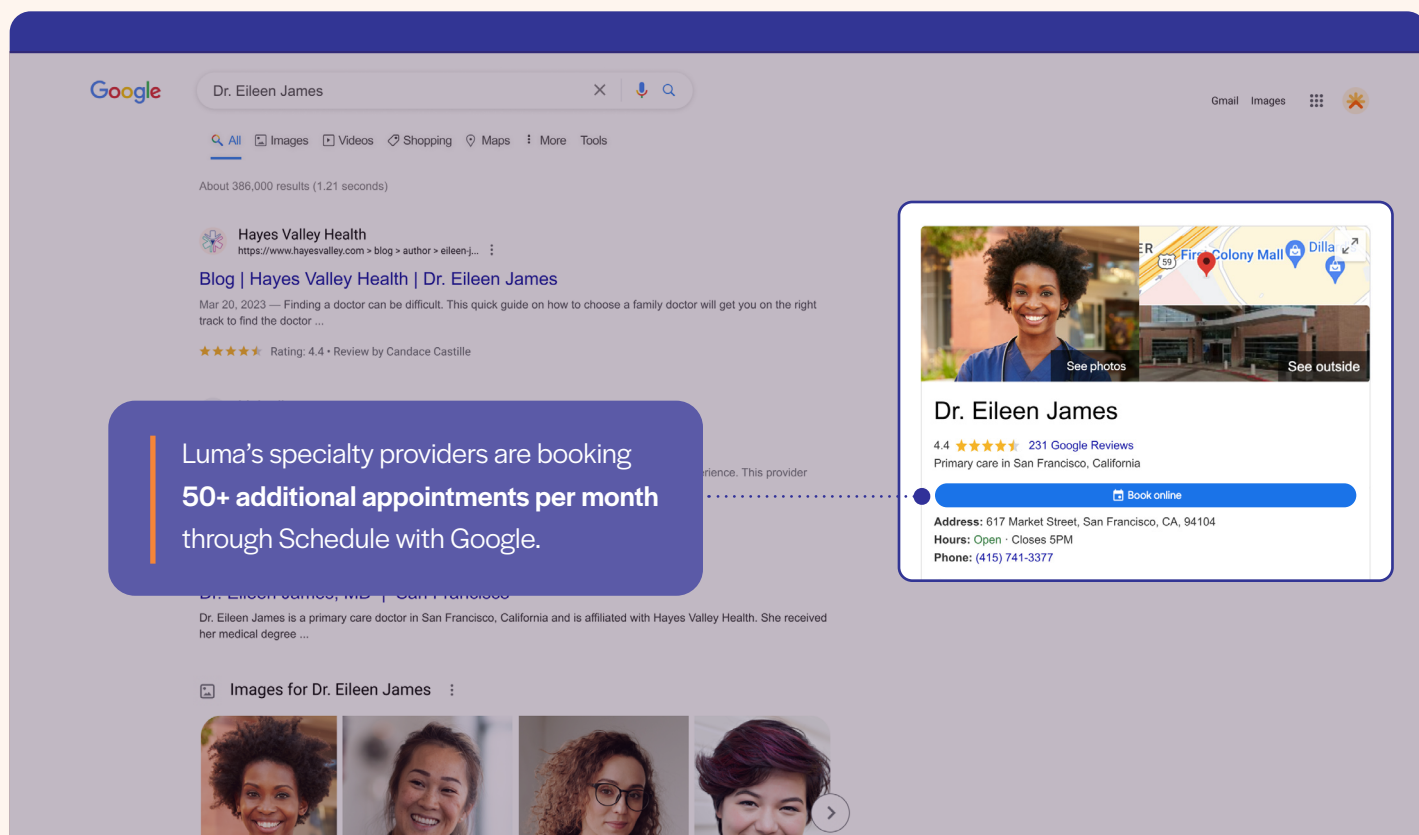 Google
Dr. Eileen James
Gmail Images
All Images Videos Shopping Maps More Tools
About 386,000 results (1.21 seconds)
Hayes Valley Health
https://www.hayesvalley.com > blog > author > eileen-j...
Blog | Hayes Valley Health | Dr. Eileen James
Mar 20, 2023 — Finding a doctor can be difficult. This quick guide on how to choose a family doctor will get you on the right
track to find the doctor ...
Rating: 4.4 • Review by Candace Castille
Luma's specialty providers are booking
50+ additional appointments per month
through Schedule with Google.
This provider
Dr. Eileen James, MD | San Francisco
Dr. Eileen James is a primary care doctor in San Francisco, California and is affiliated with Hayes Valley Health. She received
her medical degree ...
Images for Dr. Eileen James
59
First Colony Mall
See photos
See outside
Dr. Eileen James
4.4 231 Google Reviews
Primary care in San Francisco, California
Book online
Address: 617 Market Street, San Francisco, CA, 94104
Hours: Open · Closes 5PM
Phone: (415) 741-3377